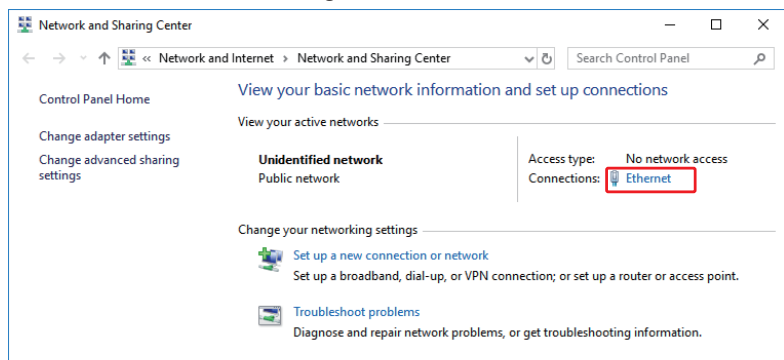 Network and Sharing Center
« Network and Internet › Network and Sharing Center
Search Control Panel
Control Panel Home
View your basic network information and set up connections
Change adapter settings
View your active networks
Change advanced sharing
settings
Unidentified network
Access type: No network access
Public network
Connections: Ethernet
Change your networking settings
Set up a new connection or network
Set up a broadband, dial-up, or VPN connection; or set up a router or access point.
Troubleshoot problems
Diagnose and repair network problems, or get troubleshooting information.